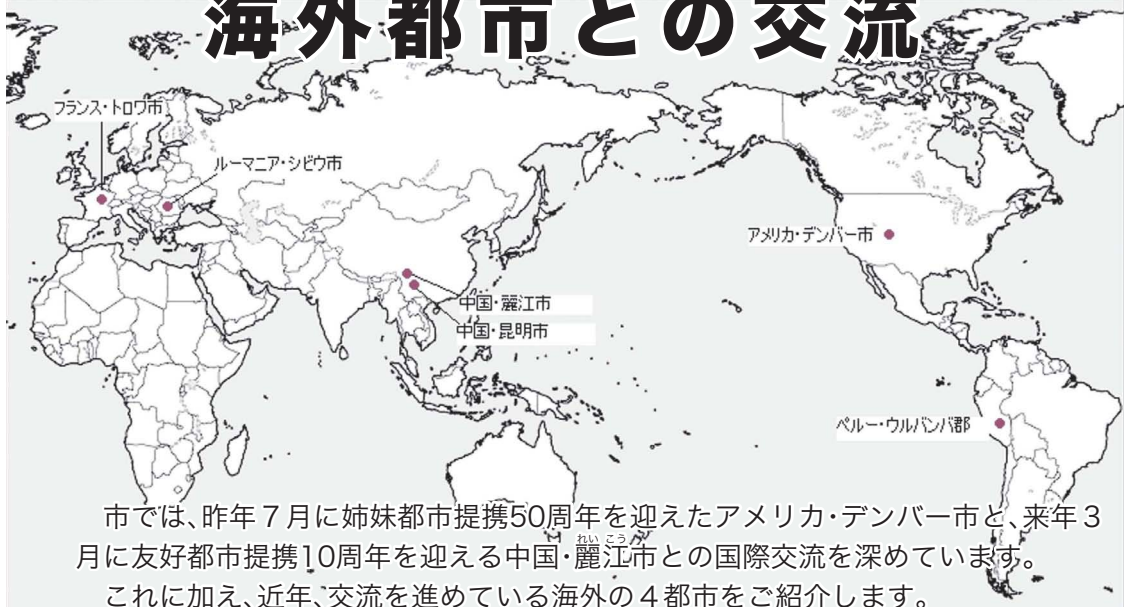 海外都市との交流
フランス・トロワ市
ルーマニア・シビウ市
アメリカ・デンバー市
中国・麗江市
中国・昆明市
ペルー・ウルバンバ郡
市では、昨年７月に姉妹都市提携50周年を迎えたアメリカ・デンバー市と、来年３
れい こう
月に友好都市提携10周年を迎える中国・麗江市との国際交流を深めています。
これに加え、近年、交流を進めている海外の４都市をご紹介します。